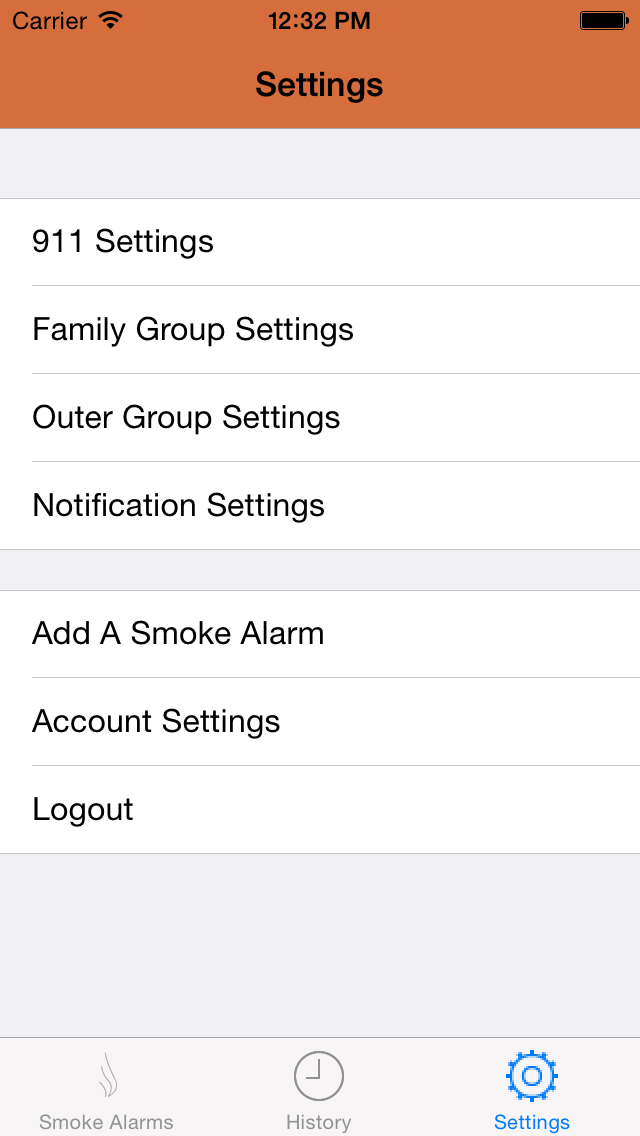 Carrier 12:32 PM
Settings
911 Settings
Family Group Settings
Outer Group Settings
Notification Settings
Add A Smoke Alarm
Account Settings
Logout
Smoke Alarms History Settings